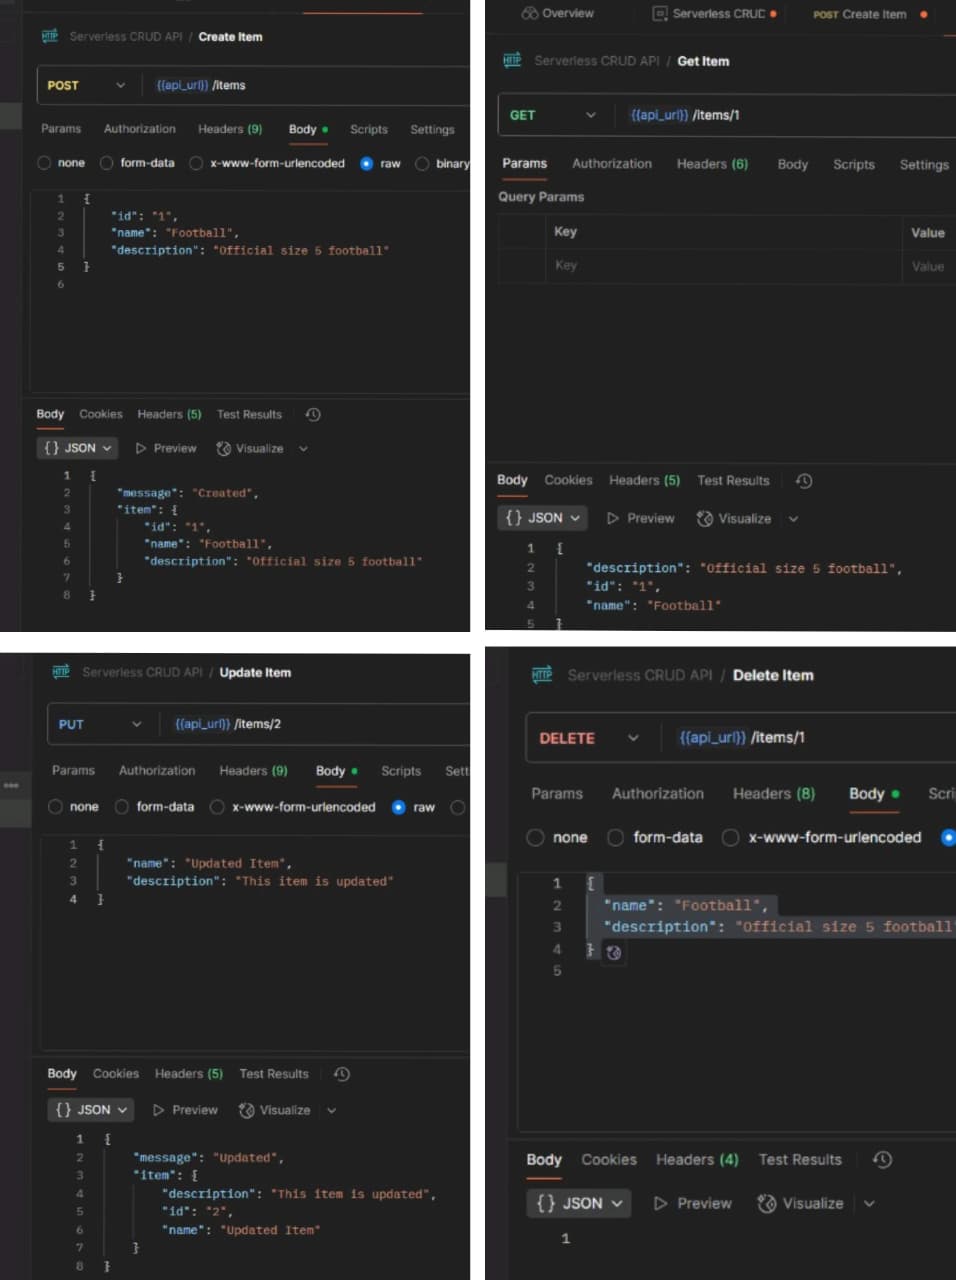 Serverless CRUD API / Create Item
POST {{api_url}} /items
Params Authorization Headers (9) Body Scripts Settings
none form-data x-www-form-urlencoded raw binary
1 {
2 "id": "1",
3 "name": "Football",
4 "description": "Official size 5 football"
5 }
6
Body Cookies Headers (5) Test Results
{} JSON Preview Visualize
1 {
2 "message": "Created",
3 "item": {
4 "id": "1",
5 "name": "Football",
6 "description": "Official size 5 football"
7 }
8 }
Overview Serverless CRUD POST Create Item
HTTP Serverless CRUD API / Get Item
GET {{api_url}} /items/1
Params Authorization Headers (6) Body Scripts Settings
Query Params
Key Value
Key Value
Body Cookies Headers (5) Test Results
{} JSON Preview Visualize
1 {
2 "description": "Official size 5 football",
3 "id": "1",
4 "name": "Football"
5 }
HTTP Serverless CRUD API / Update Item
PUT {{api_url}} /items/2
Params Authorization Headers (9) Body Scripts Sett
none form-data x-www-form-urlencoded raw
1 {
2 "name": "Updated Item",
3 "description": "This item is updated"
4 }
Body Cookies Headers (5) Test Results
{} JSON Preview Visualize
1 {
2 "message": "Updated",
3 "item": {
4 "description": "This item is updated",
5 "id": "2",
6 "name": "Updated Item"
7 }
8 }
HTTP Serverless CRUD API / Delete Item
DELETE {{api_url}} /items/1
Params Authorization Headers (8) Body Scri
none form-data x-www-form-urlencoded
1 {
2 "name": "Football",
3 "description": "Official size 5 football"
4 }
5
Body Cookies Headers (4) Test Results
{} JSON Preview Visualize
1